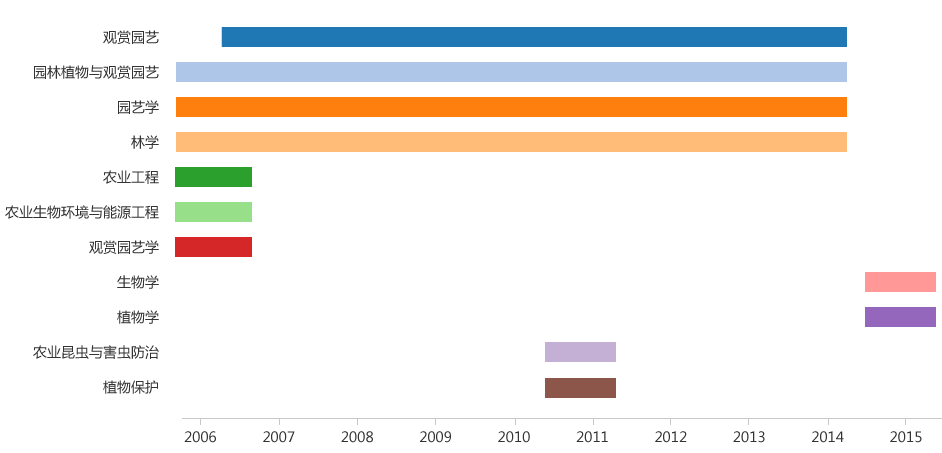 观赏园艺
园林植物与观赏园艺
园艺学
林学
农业工程
农业生物环境与能源工程
观赏园艺学
生物学
植物学
农业昆虫与害虫防治
植物保护
2006 2007 2008 2009 2010 2011 2012 2013 2014 2015